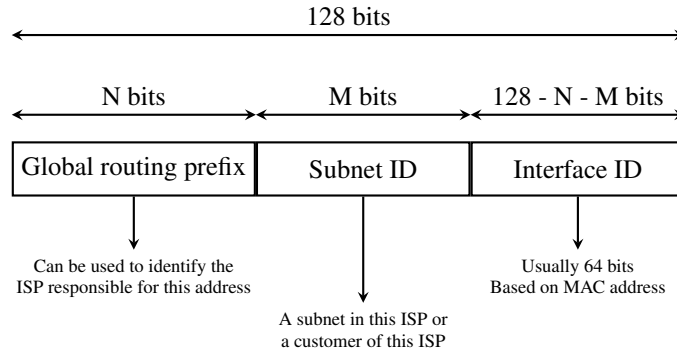 128 bits
N bits
M bits
128 - N - M bits
Global routing prefix
Subnet ID
Interface ID
Can be used to identify the
ISP responsible for this address
Usually 64 bits
Based on MAC address
A subnet in this ISP or
a customer of this ISP